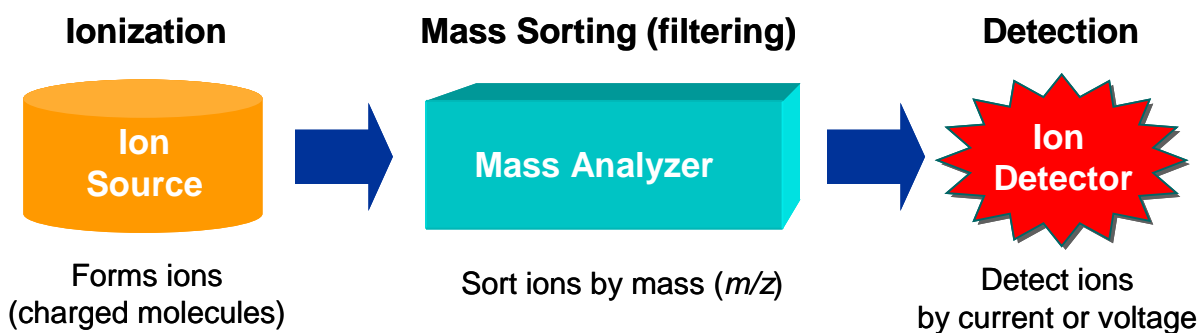 Ionization
Mass Sorting (filtering)
Detection
Ion
Source
Mass Analyzer
Ion
Detector
Forms ions
(charged molecules)
Sort ions by mass (m/z)
Detect ions
by current or voltage